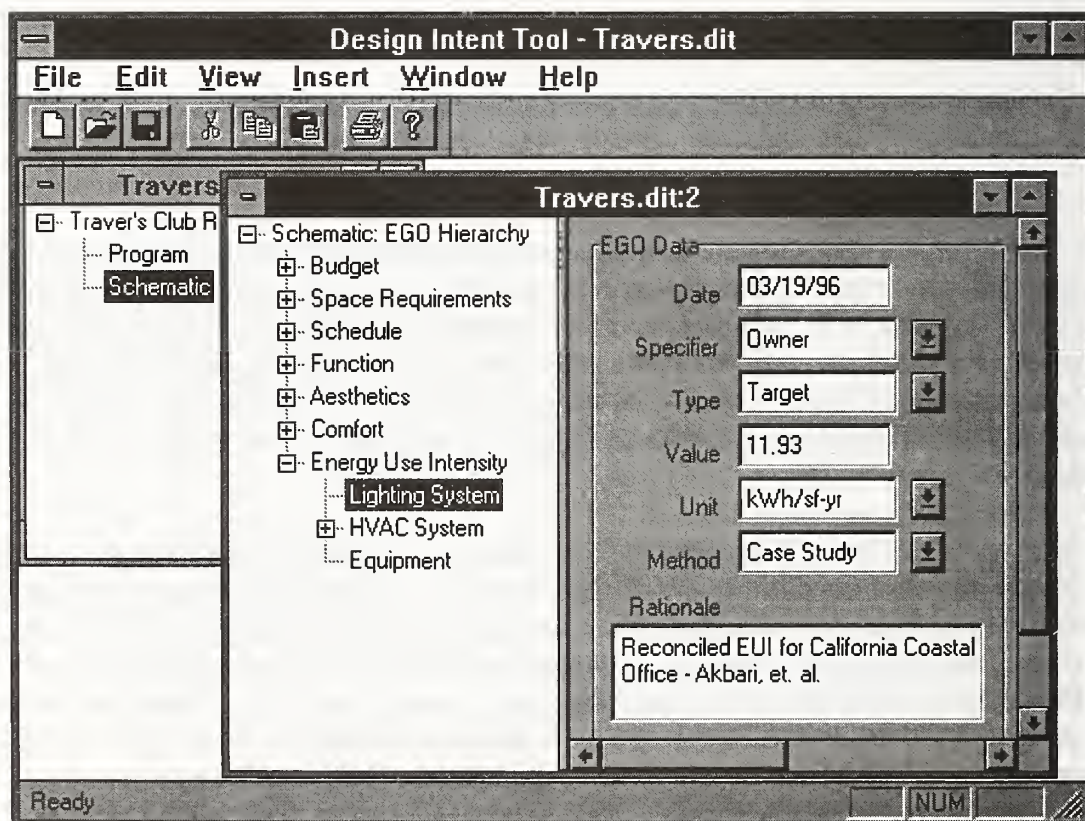 Design Intent Tool - Travers.dit
File Edit View Insert Window Help
Travers
Traver's Club R
Program
Schematic
Travers.dit:2
Schematic: EGO Hierarchy
Budget
Space Requirements
Schedule
Function
Aesthetics
Comfort
Energy Use Intensity
Lighting System
HVAC System
Equipment
EGO Data
Date 03/19/96
Specifier Owner
Type Target
Value 11.93
Unit kWh/sf-yr
Method Case Study
Rationale
Reconciled EUI for California Coastal
Office - Akbari, et. al.
Ready
NUM